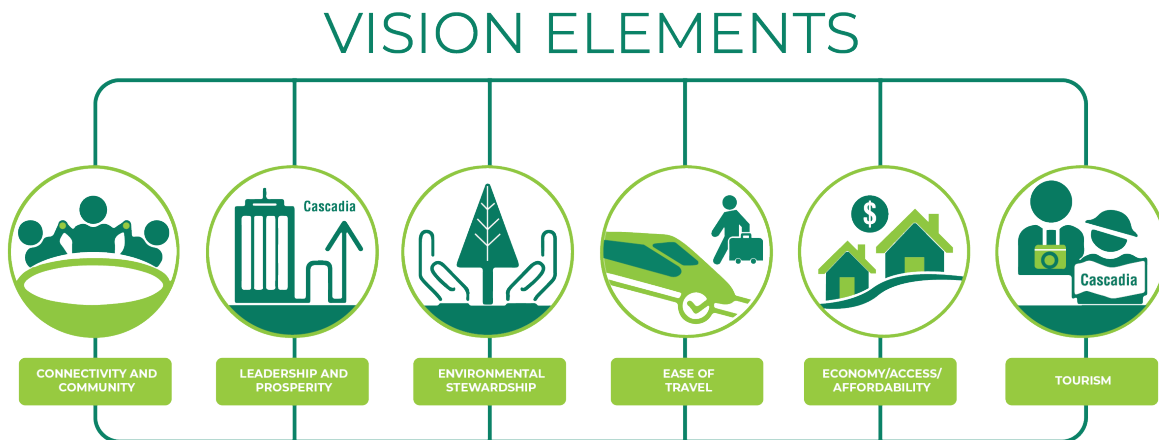 VISION ELEMENTS
Cascadia
$
Cascadia
CONNECTIVITY AND
COMMUNITY
LEADERSHIP AND
PROSPERITY
ENVIRONMENTAL
STEWARDSHIP
EASE OF
TRAVEL
ECONOMY/ACCESS/
AFFORDABILITY
TOURISM